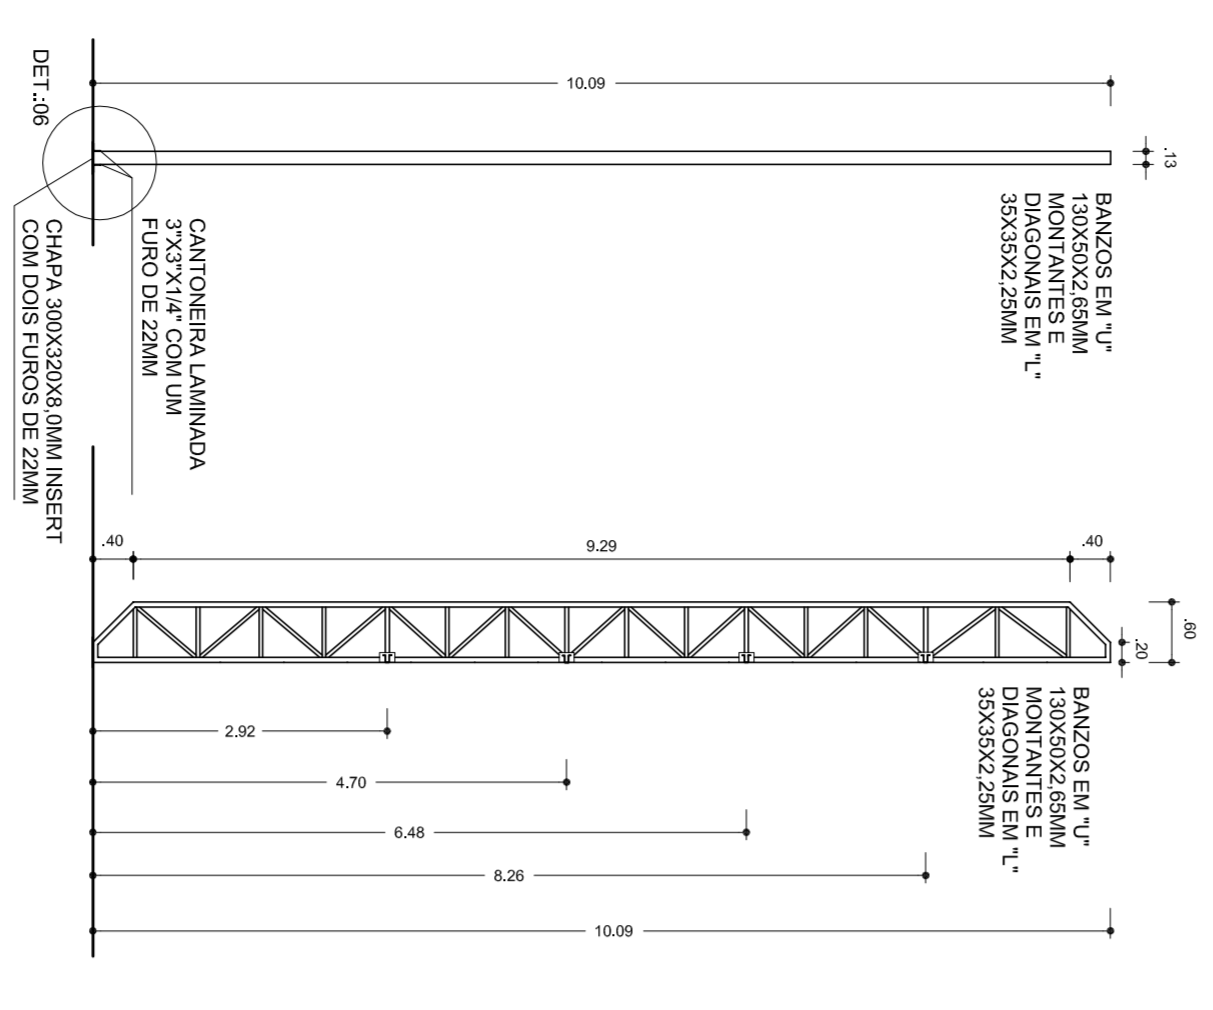 10.09
.13
DET.:06
BANZOS EM "U"
130X50X2,65MM
MONTANTES E
DIAGONAIS EM "L"
35X35X2,25MM
CANTONEIRA LAMINADA
3"X3"X1/4" COM UM
FURO DE 22MM
CHAPA 300X320X8,0MM INSERT
COM DOIS FUROS DE 22MM
.40
9.29
.40
.60
.20
BANZOS EM "U"
130X50X2,65MM
MONTANTES E
DIAGONAIS EM "L"
35X35X2,25MM
2.92
4.70
6.48
8.26
10.09